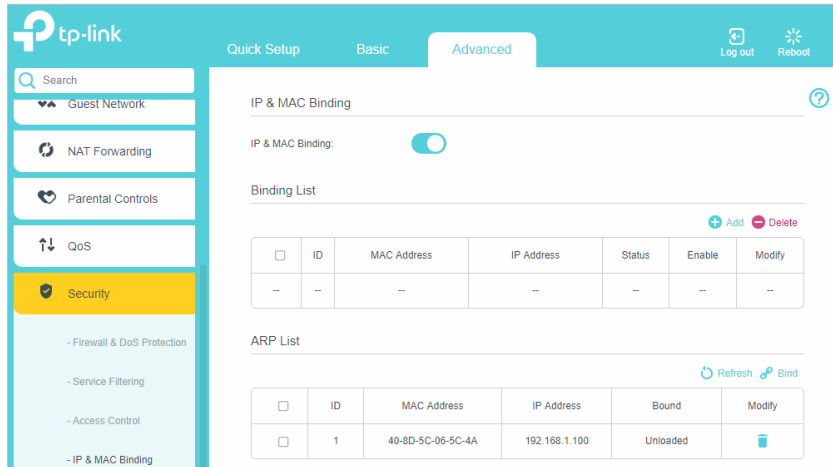 tp-link
Quick Setup
Basic
Advanced
Log out
Reboot
Search
Guest Network
NAT Forwarding
Parental Controls
QoS
Security
- Firewall & DoS Protection
- Service Filtering
- Access Control
- IP & MAC Binding
IP & MAC Binding
?
IP & MAC Binding:
Binding List
Add Delete
ID MAC Address IP Address Status Enable Modify
-- -- -- -- -- -- --
ARP List
Refresh Bind
ID MAC Address IP Address Bound Modify
1 40-8D-5C-06-5C-4A 192.168.1.100 Unloaded